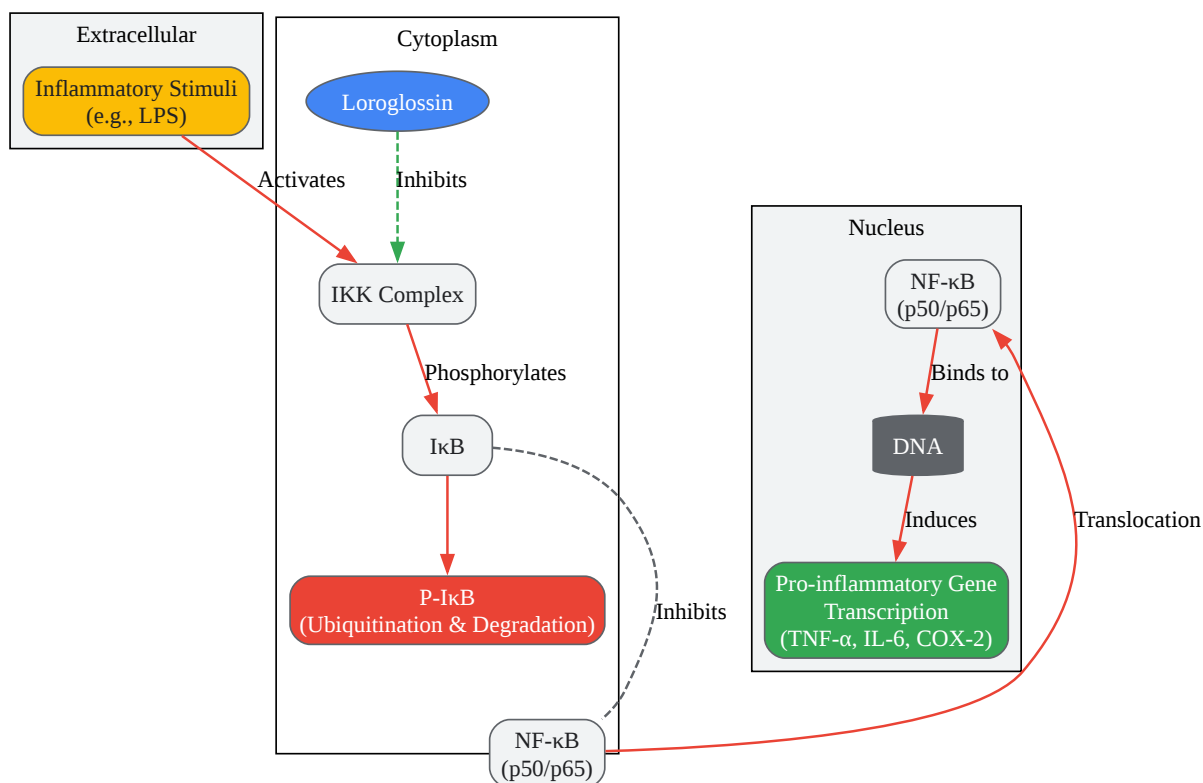 Extracellular
Inflammatory Stimuli
(e.g., LPS)
Cytoplasm
Loroglossin
Activates
Inhibits
IKK Complex
Phosphorylates
IκB
P-IκB
(Ubiquitination & Degradation)
Inhibits
NF-κB
(p50/p65)
Nucleus
NF-κB
(p50/p65)
Binds to
DNA
Induces
Translocation
Pro-inflammatory Gene
Transcription
(TNF-α, IL-6, COX-2)